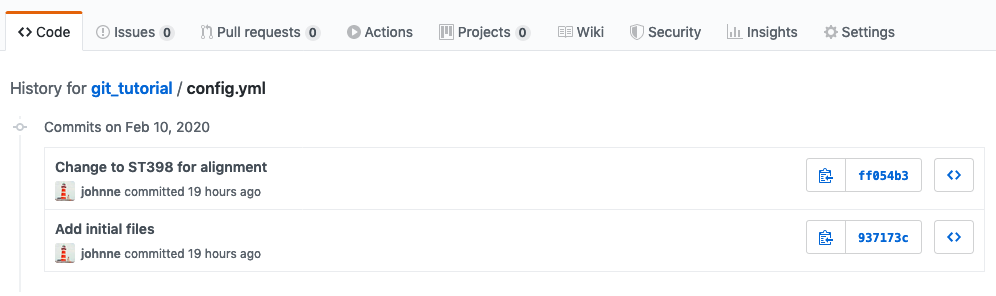 Code Issues 0 Pull requests 0 Actions Projects 0 Wiki Security Insights Settings
History for git_tutorial / config.yml
Commits on Feb 10, 2020
Change to ST398 for alignment
johnne committed 19 hours ago
ff054b3
Add initial files
johnne committed 19 hours ago
937173c